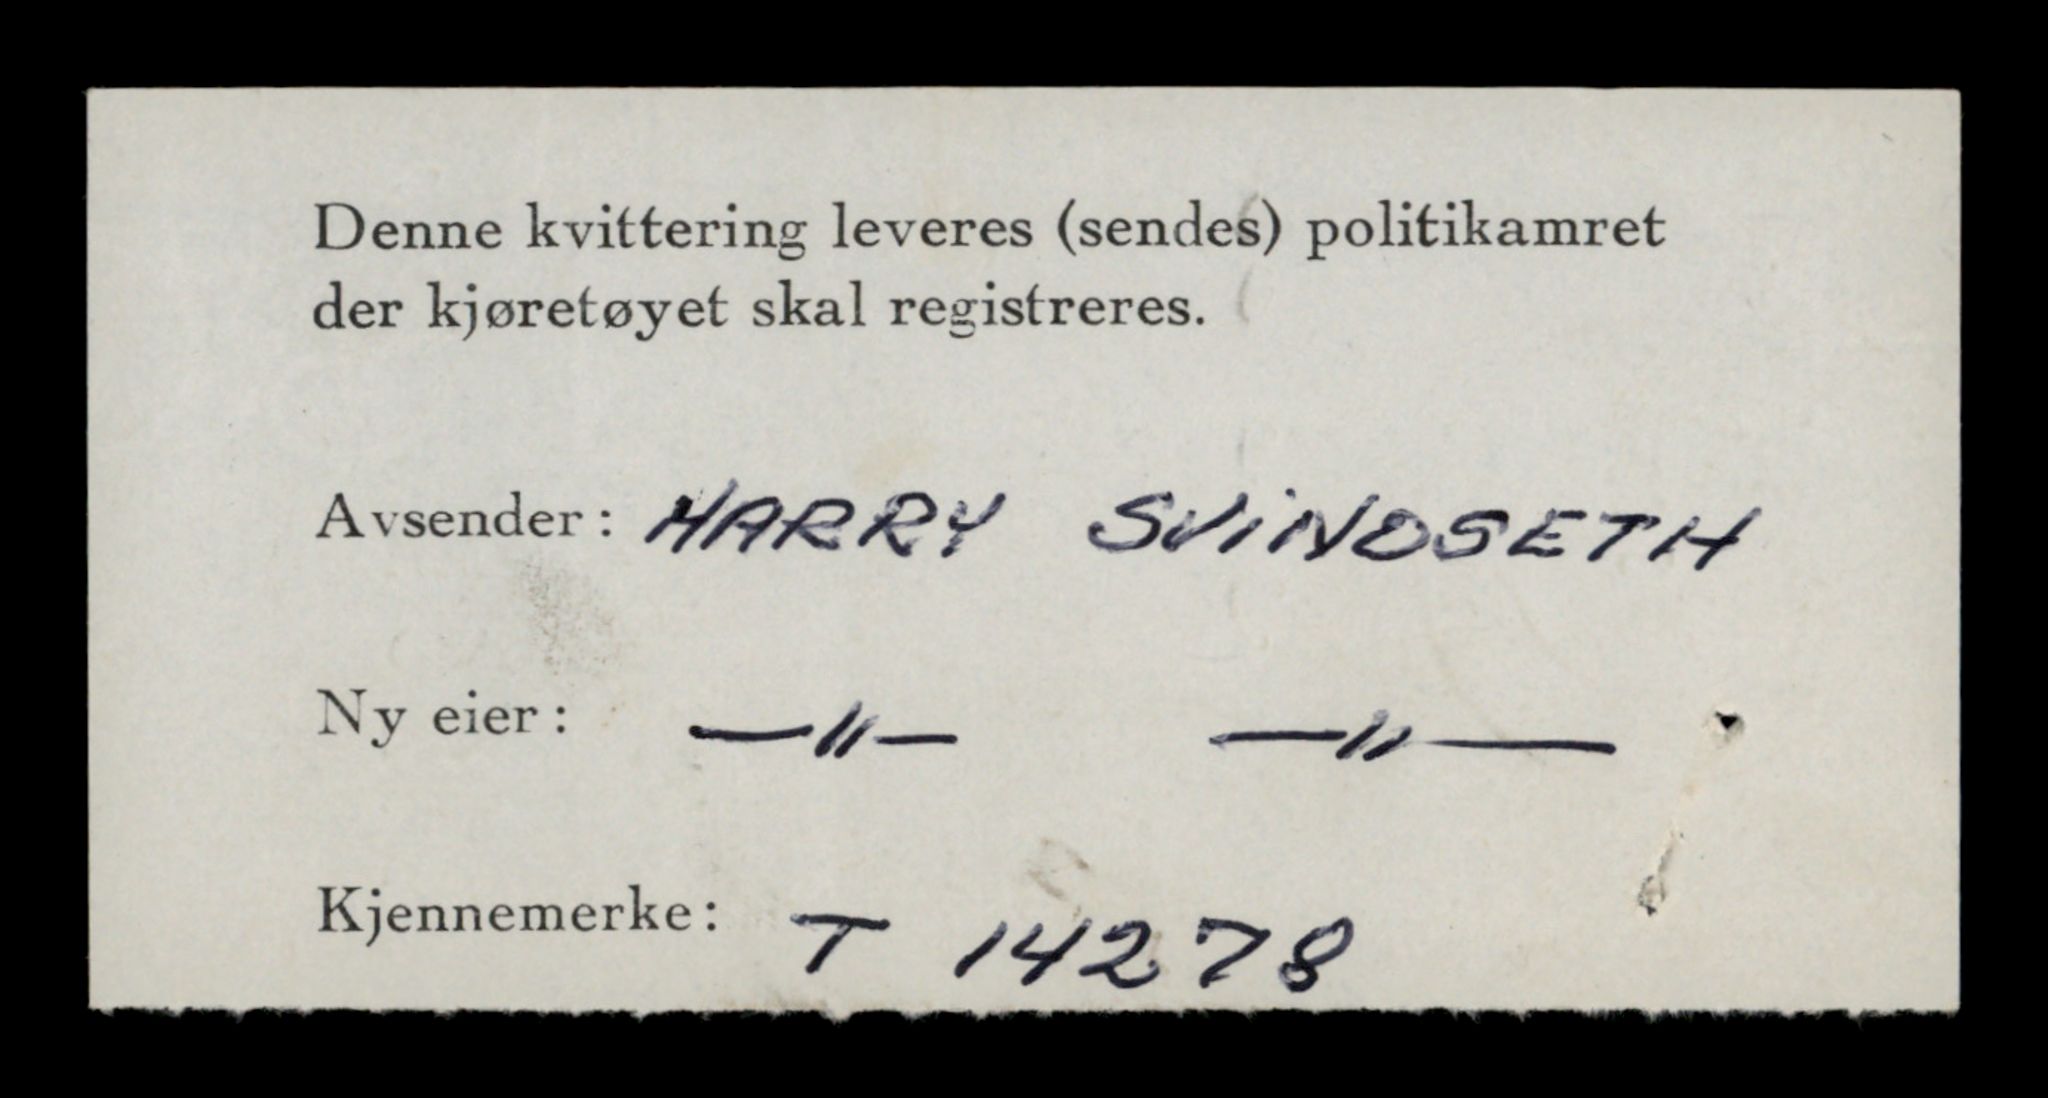 Denne kvittering leveres (sendes) politikamret
der kjøretøyet skal registreres.
Avsender: HARRY SViNDSETH
Ny eier: —〃— —〃—
Kjennemerke: T 14278